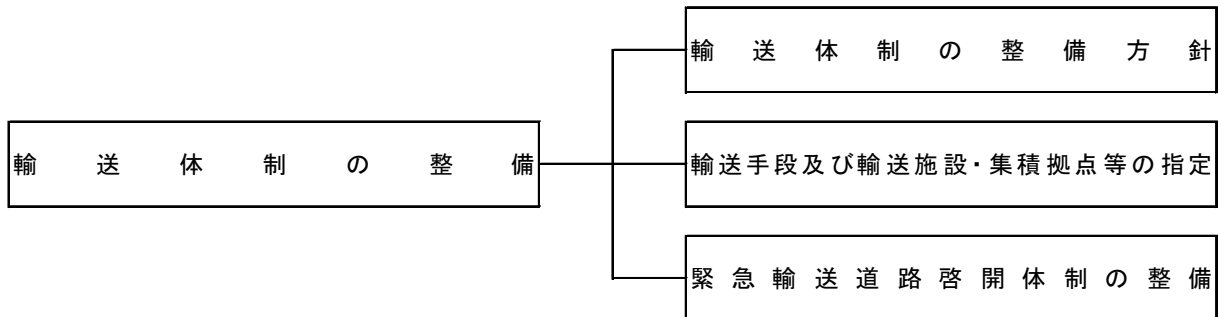 輸送体制の整備
輸送体制の整備方針
輸送手段及び輸送施設・集積拠点等の指定
緊急輸送道路啓開体制の整備